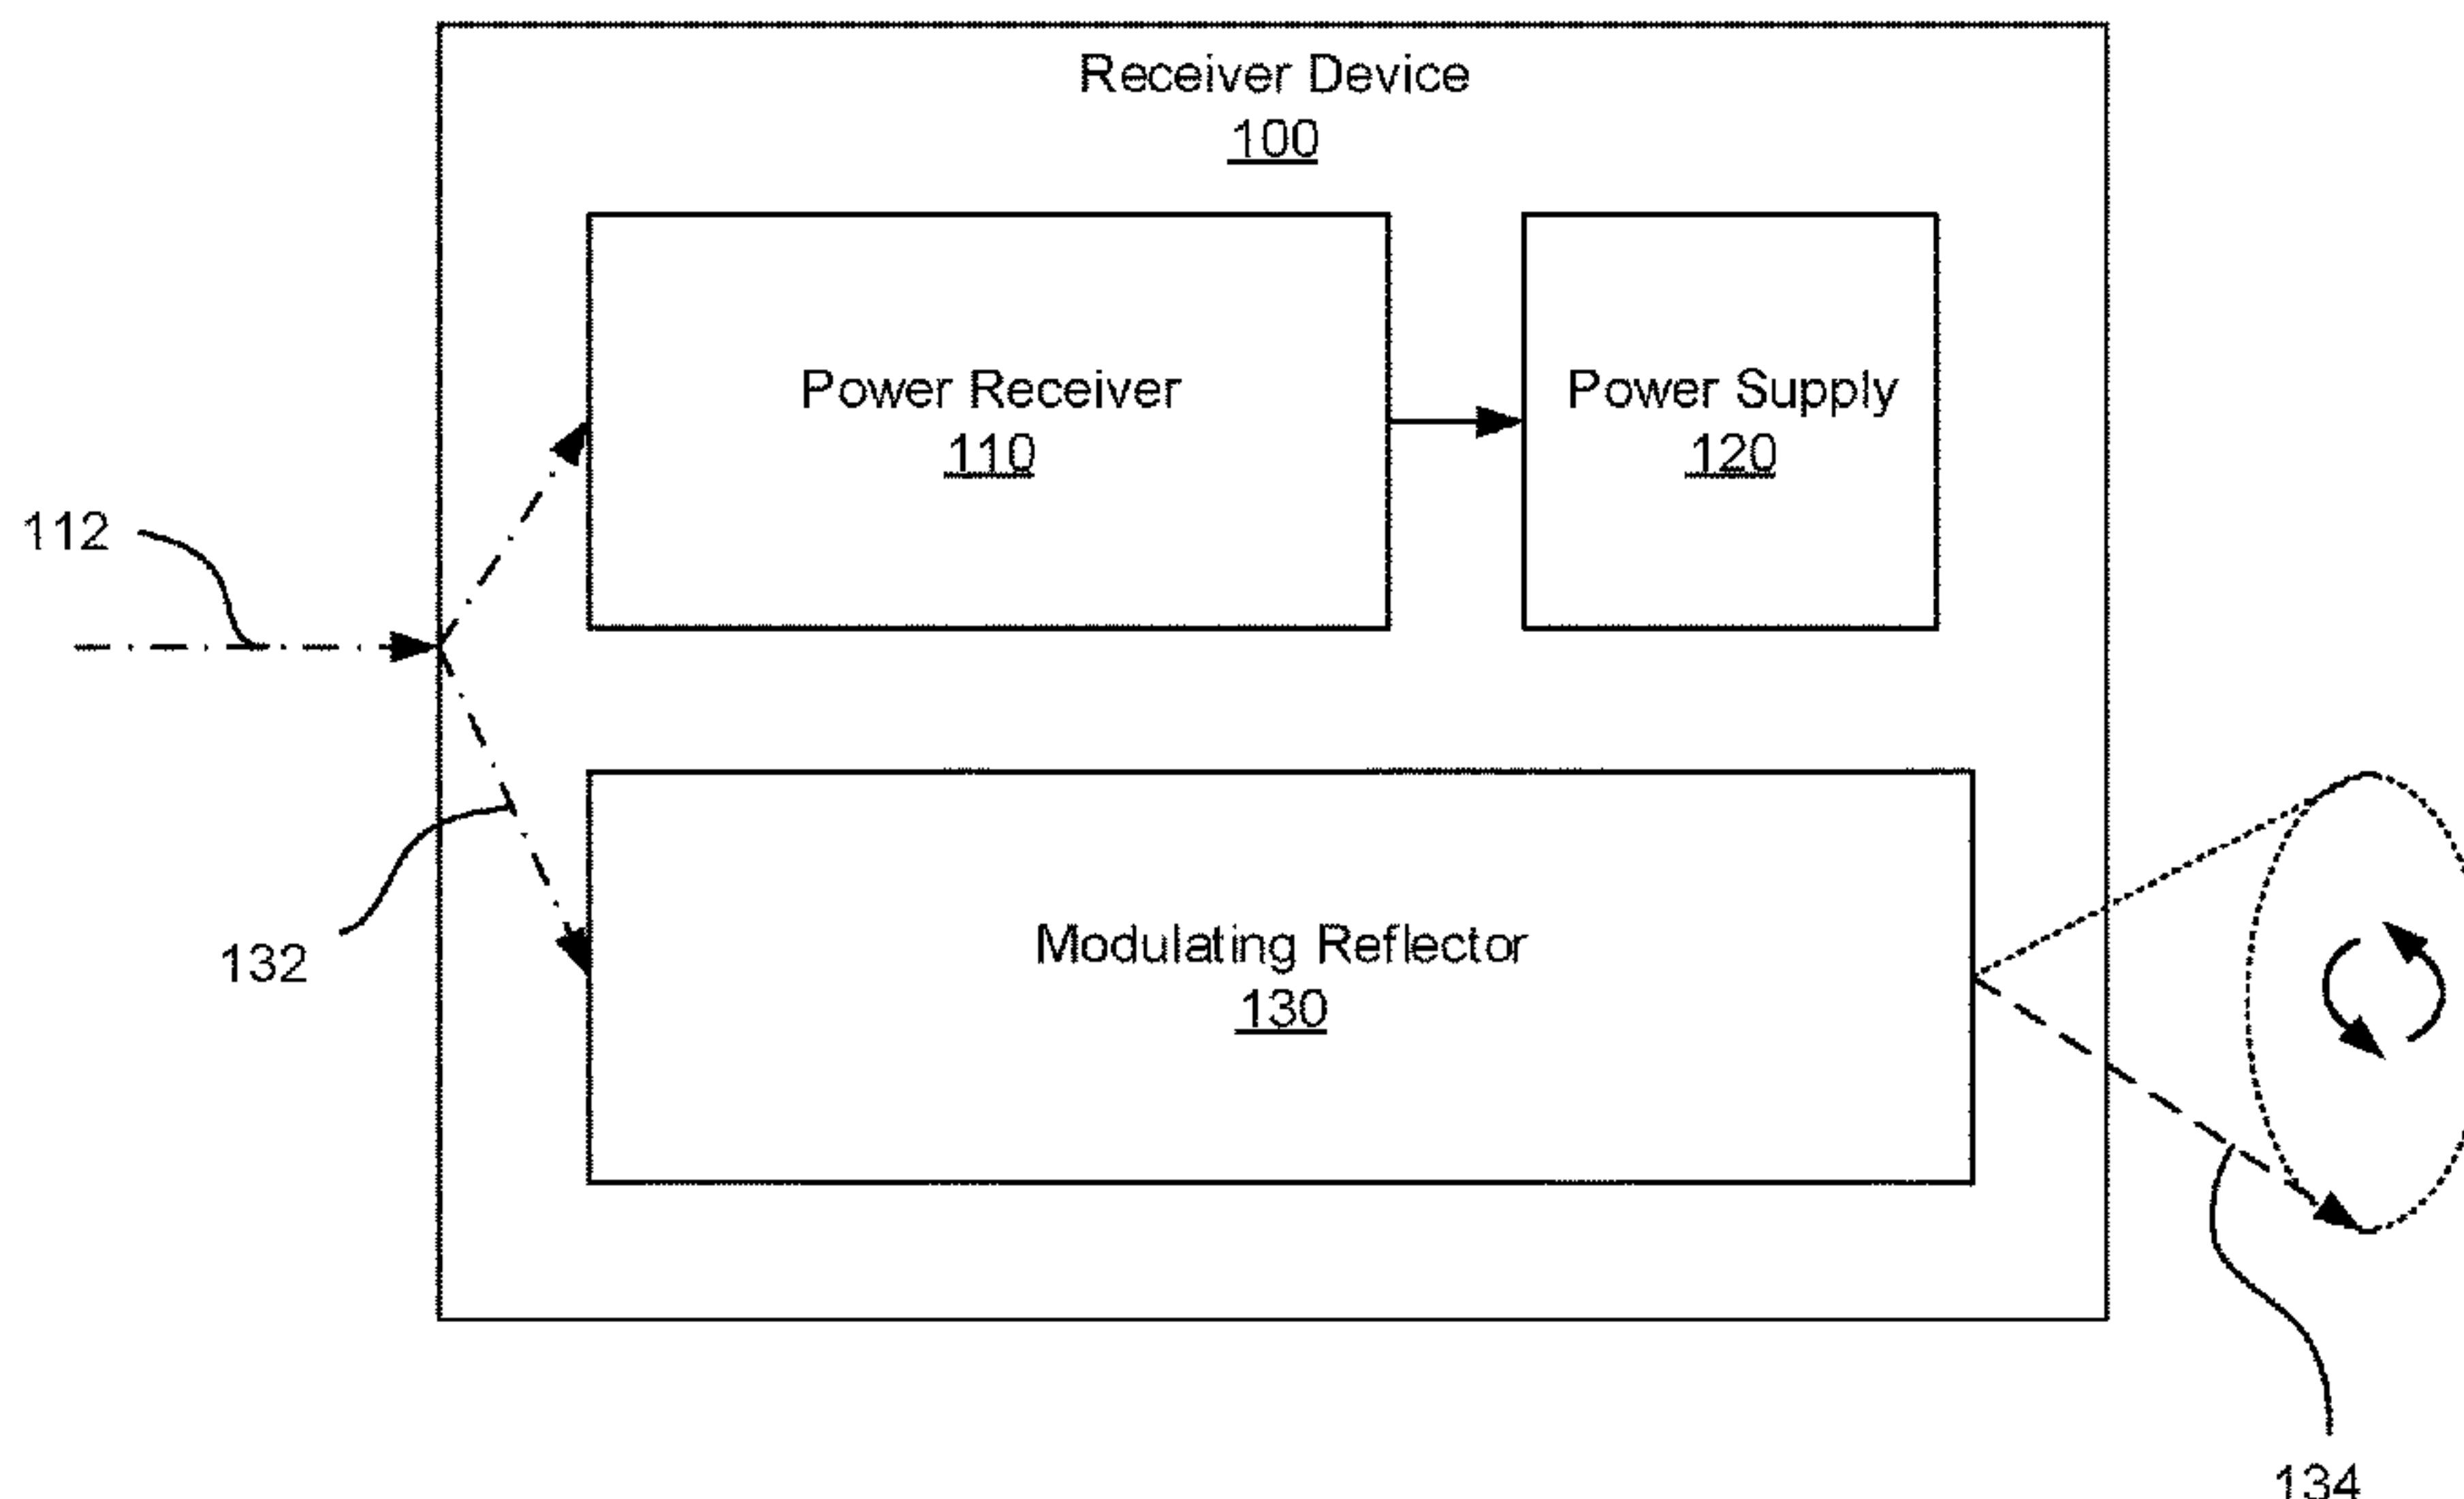 Receiver Device
100
Power Receiver
110
Power Supply
120
112
132
Modulating Reflector
130
134